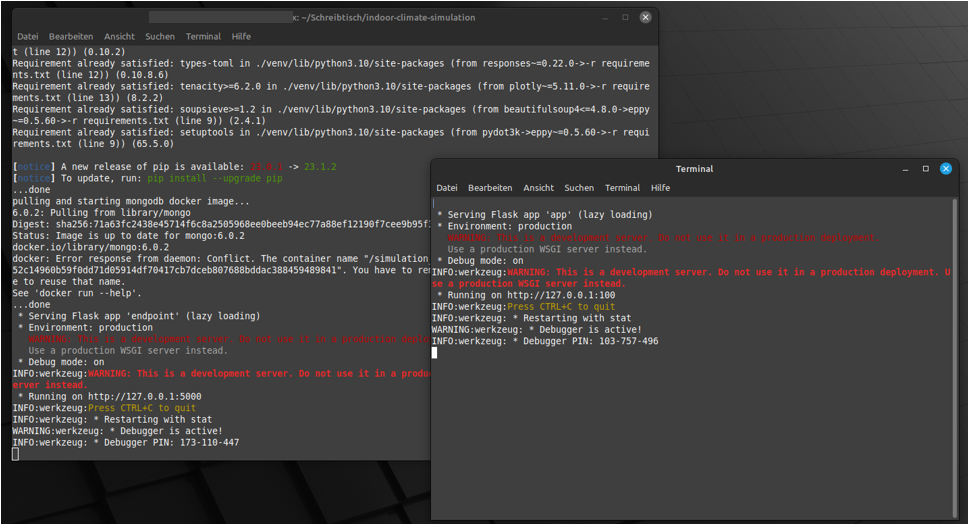 x: ~/Schreibtisch/indoor-climate-simulation
Datei Bearbeiten Ansicht Suchen Terminal Hilfe
t (line 12)) (0.10.2)
Requirement already satisfied: types-toml in ./venv/lib/python3.10/site-packages (from responses~=0.22.0->-r requireme
nts.txt (line 12)) (0.10.8.6)
Requirement already satisfied: tenacity>=6.2.0 in ./venv/lib/python3.10/site-packages (from plotly~=5.11.0->-r require
ments.txt (line 13)) (8.2.2)
Requirement already satisfied: soupsieve>=1.2 in ./venv/lib/python3.10/site-packages (from beautifulsoup4<=4.8.0->eppy
~=0.5.60->-r requirements.txt (line 9)) (2.4.1)
Requirement already satisfied: setuptools in ./venv/lib/python3.10/site-packages (from pydot3k->eppy~=0.5.60->-r requi
rements.txt (line 9)) (65.5.0)
[notice] A new release of pip is available: -> 23.1.2
[notice] To update, run: pip install --upgrade pip
...done
pulling and starting mongodb docker image...
6.0.2: Pulling from library/mongo
Digest: sha256:71a63fc2438e45714f6c8a2505968ee0beeb94ec77a88ef12190f7cee9b95f
Status: Image is up to date for mongo:6.0.2
docker.io/library/mongo:6.0.2
docker: Error response from daemon: Conflict. The container name "/simulation
52c14960b59f0dd71d05914df70417cb7dceb807688bddac388459489841". You have to re
e to reuse that name.
See 'docker run --help'.
...done
* Serving Flask app 'endpoint' (lazy loading)
* Environment: production
WARNING: This is a development server. Do not use it in a production
Use a production WSGI server instead.
* Debug mode: on
INFO:werkzeug:WARNING: This is a development server. Do not use it in a produ
erver instead.
* Running on http://127.0.0.1:5000
INFO:werkzeug:Press CTRL+C to quit
INFO:werkzeug: * Restarting with stat
WARNING:werkzeug: * Debugger is active!
INFO:werkzeug: * Debugger PIN: 173-110-447
Terminal
Datei Bearbeiten Ansicht Suchen Terminal Hilfe
* Serving Flask app 'app' (lazy loading)
* Environment: production
WARNING: This is a development server. Do not use it in a production deployment.
Use a production WSGI server instead.
* Debug mode: on
INFO:werkzeug:WARNING: This is a development server. Do not use it in a production deployment. U
se a production WSGI server instead.
* Running on http://127.0.0.1:100
INFO:werkzeug:Press CTRL+C to quit
INFO:werkzeug: * Restarting with stat
WARNING:werkzeug: * Debugger is active!
INFO:werkzeug: * Debugger PIN: 103-757-496